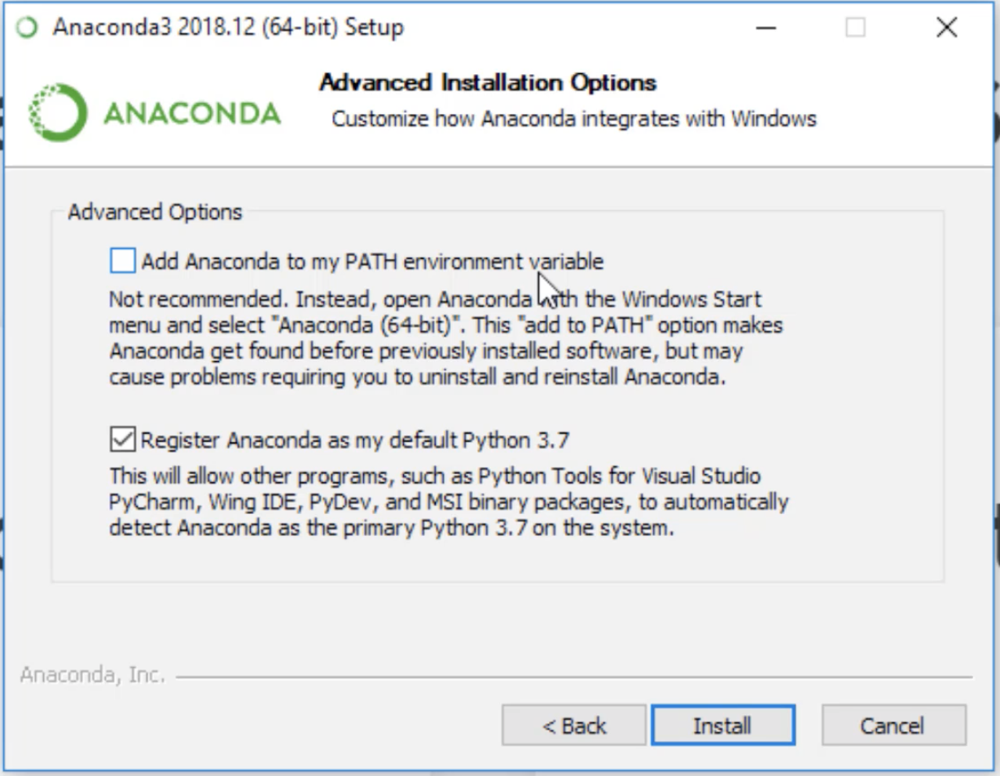 Anaconda3 2018.12 (64-bit) Setup
ANACONDA
Advanced Installation Options
Customize how Anaconda integrates with Windows
Advanced Options
Add Anaconda to my PATH environment variable
Not recommended. Instead, open Anaconda with the Windows Start
menu and select "Anaconda (64-bit)". This "add to PATH" option makes
Anaconda get found before previously installed software, but may
cause problems requiring you to uninstall and reinstall Anaconda.
Register Anaconda as my default Python 3.7
This will allow other programs, such as Python Tools for Visual Studio
PyCharm, Wing IDE, PyDev, and MSI binary packages, to automatically
detect Anaconda as the primary Python 3.7 on the system.
Anaconda, Inc.
< Back
Install
Cancel